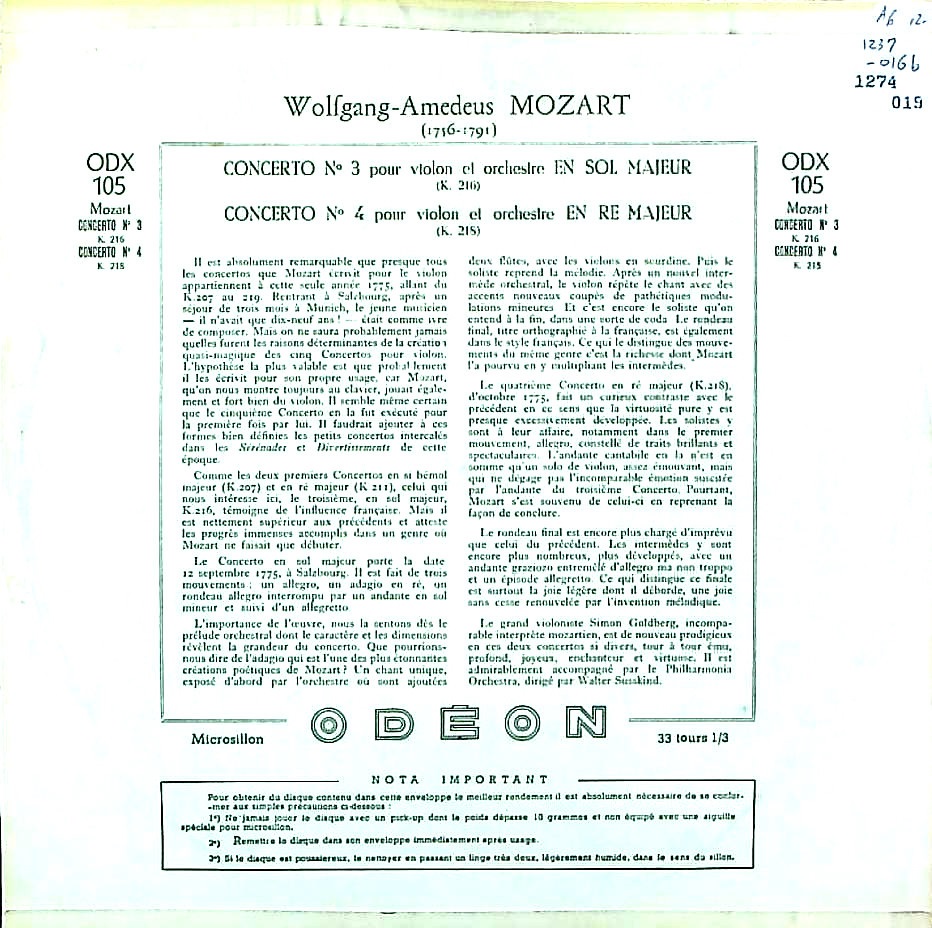 A6 12.
1237
-0166
1274
019
Wolfgang-Amedeus MOZART
(1756-1791)
ODX
105
Mozart
CONCERTO Nº 3
K. 216
CONCERTO Nº 4
K. 218
CONCERTO Nº 3 pour violon et orchestre EN SOL MAJEUR
(K. 216)
CONCERTO Nº 4 pour violon et orchestre EN RE MAJEUR
(K. 218)
ODX
105
Mozart
CONCERTO Nº 3
K. 216
CONCERTO Nº 4
K. 218
Il est absolument remarquable que presque tous
les concertos que Mozart écrivit pour le violon
appartiennent à cette seule année 1775, allant du
K.207 au 219. Rentrant à Salzbourg, après un
séjour de trois mois à Munich, le jeune musicien
— il n'avait que dix-neuf ans ! — était comme ivre
de composer. Mais on ne saura probablement jamais
quelles furent les raisons déterminantes de la création
quasi-magique des cinq Concertos pour violon.
L'hypothèse la plus valable est que probablement
il les écrivit pour son propre usage, car Mozart,
qu'on nous montre toujours au clavier, jouait égale-
ment et fort bien du violon. Il semble même certain
que le cinquième Concerto en la fut exécuté pour
la première fois par lui. Il faudrait ajouter à ces
formes bien définies les petits concertos intercalés
dans les Sérénades et Divertissements de cette
époque.
Comme les deux premiers Concertos en si bémol
majeur (K.207) et en ré majeur (K 211), celui qui
nous intéresse ici, le troisième, en sol majeur,
K.216, témoigne de l'influence française. Mais il
est nettement supérieur aux précédents et atteste
les progrès immenses accomplis dans un genre où
Mozart ne faisait que débuter.
Le Concerto en sol majeur porte la date
12 septembre 1775, à Salzbourg. Il est fait de trois
mouvements : un allegro, un adagio en ré, un
rondeau allegro interrompu par un andante en sol
mineur et suivi d'un allegretto
L'importance de l'œuvre, nous la sentons dès le
prélude orchestral dont le caractère et les dimensions
révèlent la grandeur du concerto. Que pourrions-
nous dire de l'adagio qui est l'une des plus étonnantes
créations poétiques de Mozart ? Un chant unique,
exposé d'abord par l'orchestre où sont ajoutées
deux flûtes, avec les violons en sourdine. Puis le
soliste reprend la mélodie. Après un nouvel inter-
mède orchestral, le violon répète le chant avec des
accents nouveaux coupés de pathétiques modu-
lations mineures. Et c'est encore le soliste qu'on
entend à la fin, dans une sorte de coda. Le rondeau
final, titre orthographié à la française, est également
dans le style français. Ce qui le distingue des mouve-
ments du même genre c'est la richesse dont Mozart
l'a pourvu en y multipliant les intermèdes.
Le quatrième Concerto en ré majeur (K.218),
d'octobre 1775, fait un curieux contraste avec le
précédent en ce sens que la virtuosité pure y est
presque excessivement développée. Les solistes y
sont à leur affaire, notamment dans le premier
mouvement, allegro, constellé de traits brillants et
spectaculaires. L'andante cantabile en la n'est en
somme qu'un solo de violon, assez émouvant, mais
qui ne dégage pas l'incomparable émotion suscitée
par l'andante du troisième Concerto. Pourtant,
Mozart s'est souvenu de celui-ci en reprenant la
façon de conclure.
Le rondeau final est encore plus chargé d'imprévu
que celui du précédent. Les intermèdes y sont
encore plus nombreux, plus développés, avec un
andante graziozo entremêlé d'allegro ma non troppo
et un épisode allegretto. Ce qui distingue ce finale
est surtout la joie légère dont il déborde, une joie
sans cesse renouvelée par l'invention mélodique.
Le grand violoniste Simon Goldberg, incompa-
rable interprète mozartien, est de nouveau prodigieux
en ces deux concertos si divers, tour à tour ému,
profond, joyeux, enchanteur et virtuose. Il est
admirablement accompagné par le Philharmonia
Orchestra, dirigé par Walter Susskind.
Microsillon
ODÉON
33 tours 1/3
NOTA IMPORTANT
Pour obtenir du disque contenu dans cette enveloppe le meilleur rendement il est absolument nécessaire de se confor-
-mer aux simples précautions ci-dessous :
1º) Ne jamais jouer le disque avec un pick-up dont le poids dépasse 10 grammes et non équipé avec une aiguille
spéciale pour microsillon.
2º) Remettre le disque dans son enveloppe immédiatement après usage.
3º) Si le disque est poussiereux, le nettoyer en passant un linge très doux, légèrement humide, dans le sens du sillon.